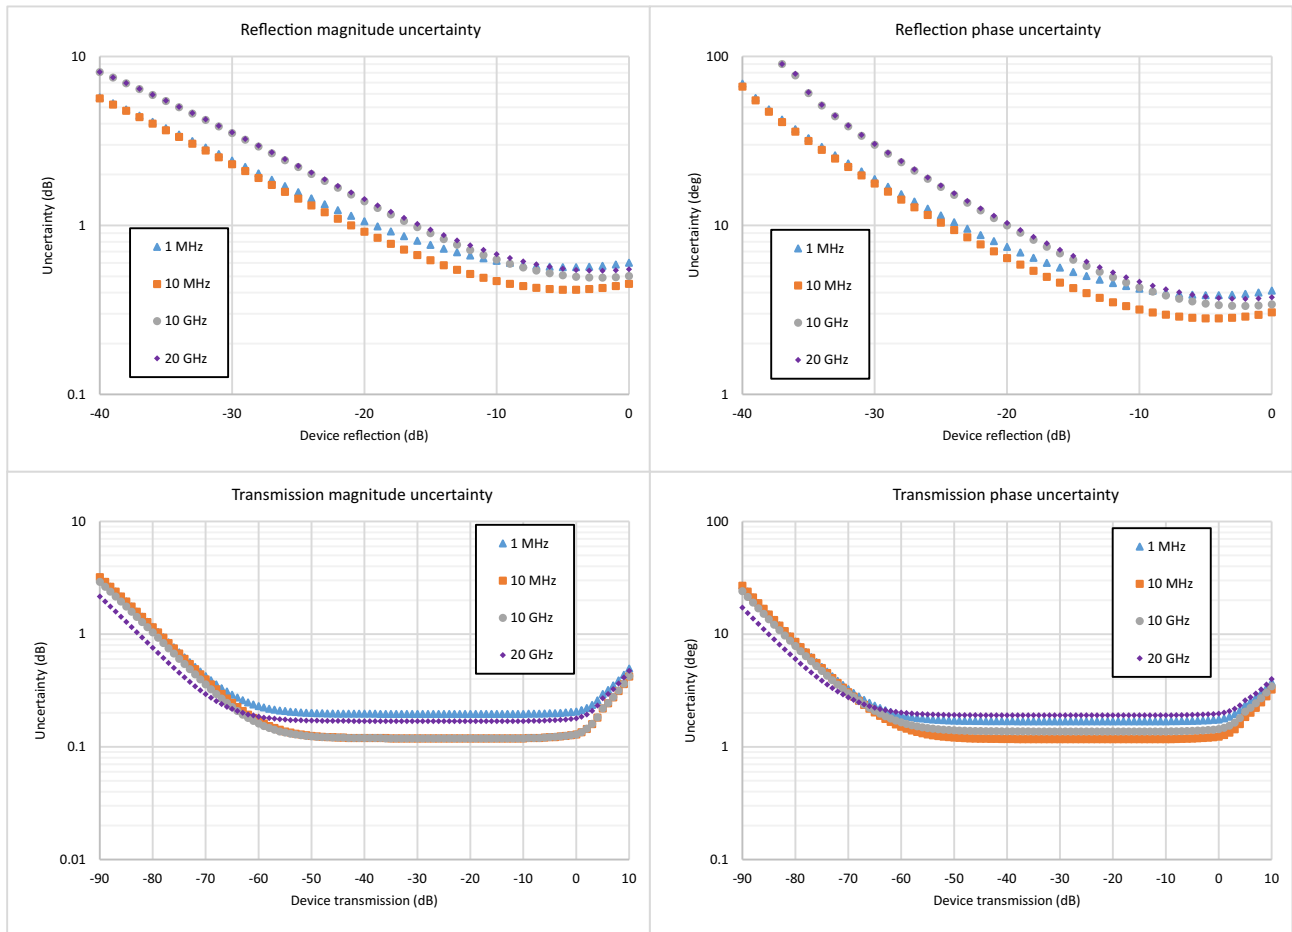 Reflection magnitude uncertainty
10
1
0.1
Uncertainty (dB)
1 MHz
10 MHz
10 GHz
20 GHz
-40 -30 -20 -10 0
Device reflection (dB)
Reflection phase uncertainty
100
10
1
Uncertainty (deg)
1 MHz
10 MHz
10 GHz
20 GHz
-40 -30 -20 -10 0
Device reflection (dB)
Transmission magnitude uncertainty
10
1
0.1
0.01
Uncertainty (dB)
1 MHz
10 MHz
10 GHz
20 GHz
-90 -80 -70 -60 -50 -40 -30 -20 -10 0 10
Device transmission (dB)
Transmission phase uncertainty
100
10
1
0.1
Uncertainty (deg)
1 MHz
10 MHz
10 GHz
20 GHz
-90 -80 -70 -60 -50 -40 -30 -20 -10 0 10
Device transmission (dB)